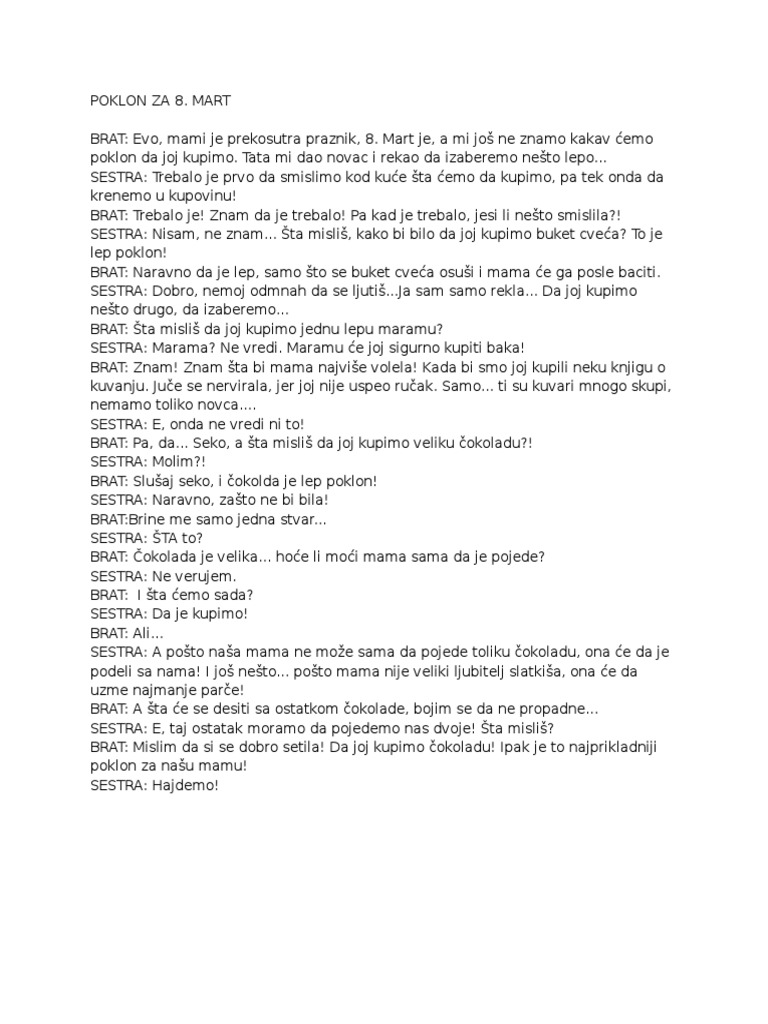 POKLON ZA 8. MART
BRAT: Evo, mami je prekosutra praznik, 8. Mart je, a mi još ne znamo kakav ćemo
poklon da joj kupimo. Tata mi dao novac i rekao da izaberemo nešto lepo...
SESTRA: Trebalo je prvo da smislimo kod kuće šta ćemo da kupimo, pa tek onda da
krenemo u kupovinu!
BRAT: Trebalo je! Znam da je trebalo! Pa kad je trebalo, jesi li nešto smislila?!
SESTRA: Nisam, ne znam... Šta misliš, kako bi bilo da joj kupimo buket cveća? To je
lep poklon!
BRAT: Naravno da je lep, samo što se buket cveća osuši i mama će ga posle baciti.
SESTRA: Dobro, nemoj odmnah da se ljutiš...Ja sam samo rekla... Da joj kupimo
nešto drugo, da izaberemo...
BRAT: Šta misliš da joj kupimo jednu lepu maramu?
SESTRA: Marama? Ne vredi. Maramu će joj sigurno kupiti baka!
BRAT: Znam! Znam šta bi mama najviše volela! Kada bi smo joj kupili neku knjigu o
kuvanju. Juče se nervirala, jer joj nije uspeo ručak. Samo... ti su kuvari mnogo skupi,
nemamo toliko novca....
SESTRA: E, onda ne vredi ni to!
BRAT: Pa, da... Seko, a šta misliš da joj kupimo veliku čokoladu?!
SESTRA: Molim?!
BRAT: Slušaj seko, i čokolda je lep poklon!
SESTRA: Naravno, zašto ne bi bila!
BRAT:Brine me samo jedna stvar...
SESTRA: ŠTA to?
BRAT: Čokolada je velika... hoće li moći mama sama da je pojede?
SESTRA: Ne verujem.
BRAT:  I šta ćemo sada?
SESTRA: Da je kupimo!
BRAT: Ali...
SESTRA: A pošto naša mama ne može sama da pojede toliku čokoladu, ona će da je
podeli sa nama! I još nešto... pošto mama nije veliki ljubitelj slatkiša, ona će da
uzme najmanje parče!
BRAT: A šta će se desiti sa ostatkom čokolade, bojim se da ne propadne...
SESTRA: E, taj ostatak moramo da pojedemo nas dvoje! Šta misliš?
BRAT: Mislim da si se dobro setila! Da joj kupimo čokoladu! Ipak je to najprikladniji
poklon za našu mamu!
SESTRA: Hajdemo!